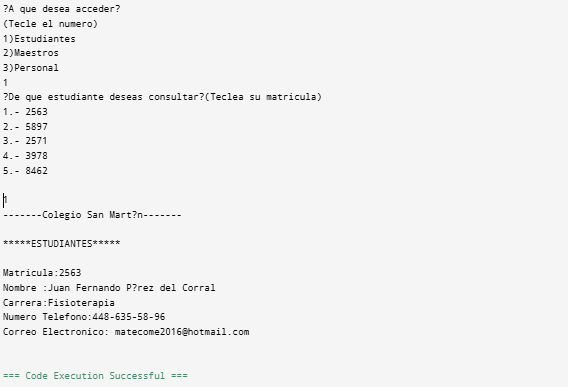 ?A que desea acceder?
(Tecle el numero)
1)Estudiantes
2)Maestros
3)Personal
1
?De que estudiante deseas consultar?(Teclea su matricula)
1.- 2563
2.- 5897
3.- 2571
4.- 3978
5.- 8462
1
-------Colegio San Mart?n-------
*****ESTUDIANTES*****
Matricula:2563
Nombre :Juan Fernando P?rez del Corral
Carrera:Fisioterapia
Numero Telefono:448-635-58-96
Correo Electronico: matecome2016@hotmail.com
=== Code Execution Successful ===